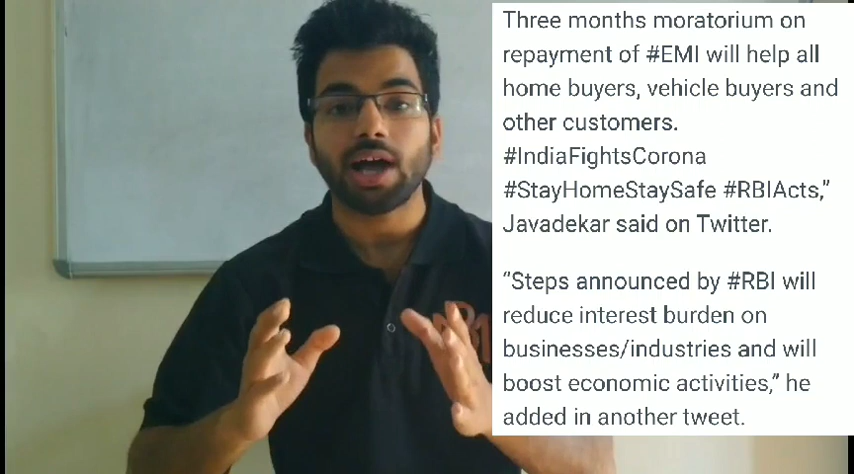 Three months moratorium on
repayment of #EMI will help all
home buyers, vehicle buyers and
other customers.
#IndiaFightsCorona
#StayHomeStaySafe #RBIActs,”
Javadekar said on Twitter.
“Steps announced by #RBI will
reduce interest burden on
businesses/industries and will
boost economic activities,” he
added in another tweet.